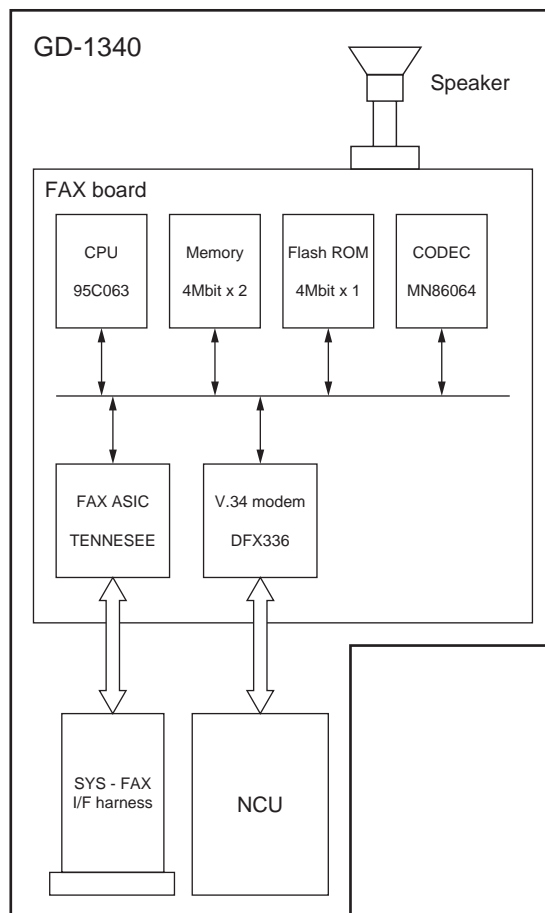 GD-1340
Speaker
FAX board
CPU
95C063
Memory
4Mbit x 2
Flash ROM
4Mbit x 1
CODEC
MN86064
FAX ASIC
TENNESEE
V.34 modem
DFX336
SYS - FAX
I/F harness
NCU